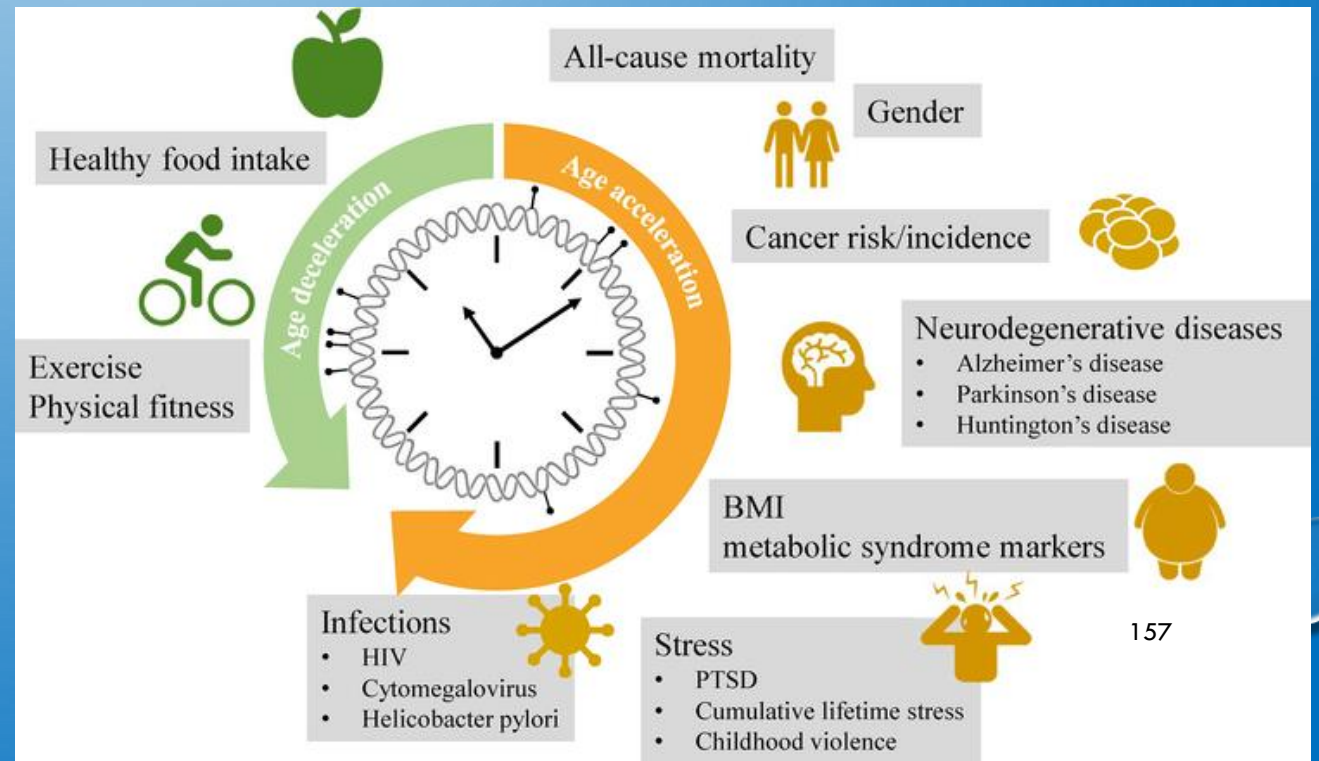 All-cause mortality
Gender
Healthy food intake
Age deceleration
Age acceleration
Cancer risk/incidence
Exercise
Physical fitness
Neurodegenerative diseases
• Alzheimer's disease
• Parkinson's disease
• Huntington's disease
BMI
metabolic syndrome markers
Infections
• HIV
• Cytomegalovirus
• Helicobacter pylori
Stress
• PTSD
• Cumulative lifetime stress
• Childhood violence
157